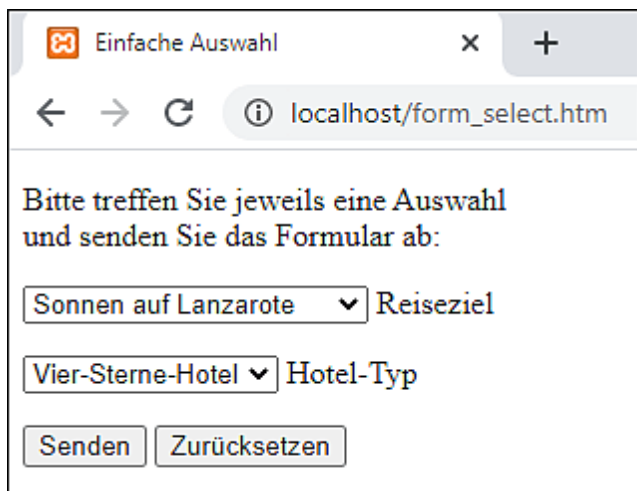 Einfache Auswahl
localhost/form_select.htm
Bitte treffen Sie jeweils eine Auswahl
und senden Sie das Formular ab:
Sonnen auf Lanzarote Reiseziel
Vier-Sterne-Hotel Hotel-Typ
Senden Zurücksetzen